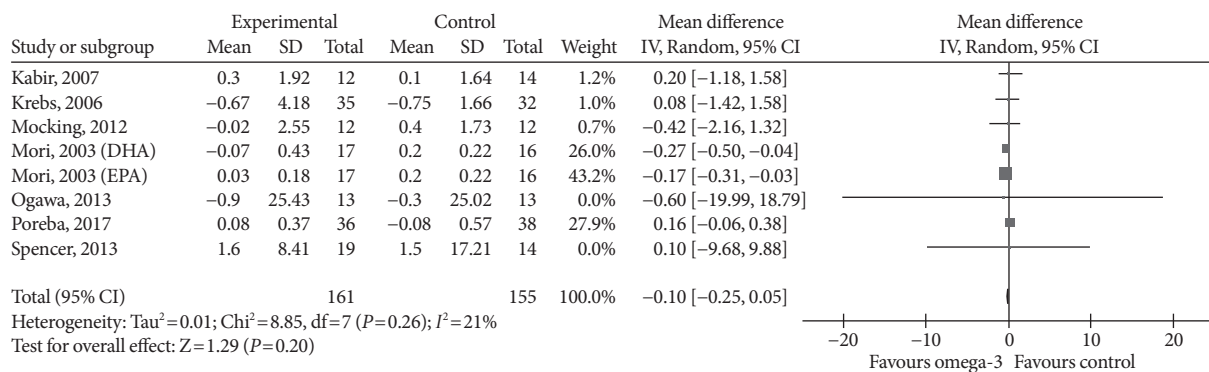 Experimental Control Mean difference Mean difference
Study or subgroup Mean SD Total Mean SD Total Weight IV, Random, 95% CI IV, Random, 95% CI
Kabir, 2007 0.3 1.92 12 0.1 1.64 14 1.2% 0.20 [−1.18, 1.58]
Krebs, 2006 −0.67 4.18 35 −0.75 1.66 32 1.0% 0.08 [−1.42, 1.58]
Mocking, 2012 −0.02 2.55 12 0.4 1.73 12 0.7% −0.42 [−2.16, 1.32]
Mori, 2003 (DHA) −0.07 0.43 17 0.2 0.22 16 26.0% −0.27 [−0.50, −0.04]
Mori, 2003 (EPA) 0.03 0.18 17 0.2 0.22 16 43.2% −0.17 [−0.31, −0.03]
Ogawa, 2013 −0.9 25.43 13 −0.3 25.02 13 0.0% −0.60 [−19.99, 18.79]
Poreba, 2017 0.08 0.37 36 −0.08 0.57 38 27.9% 0.16 [−0.06, 0.38]
Spencer, 2013 1.6 8.41 19 1.5 17.21 14 0.0% 0.10 [−9.68, 9.88]
Total (95% CI) 161 155 100.0% −0.10 [−0.25, 0.05]
Heterogeneity: Tau²=0.01; Chi²=8.85, df=7 (P=0.26); I²=21%
Test for overall effect: Z=1.29 (P=0.20)
−20 −10 0 10 20
Favours omega-3 Favours control